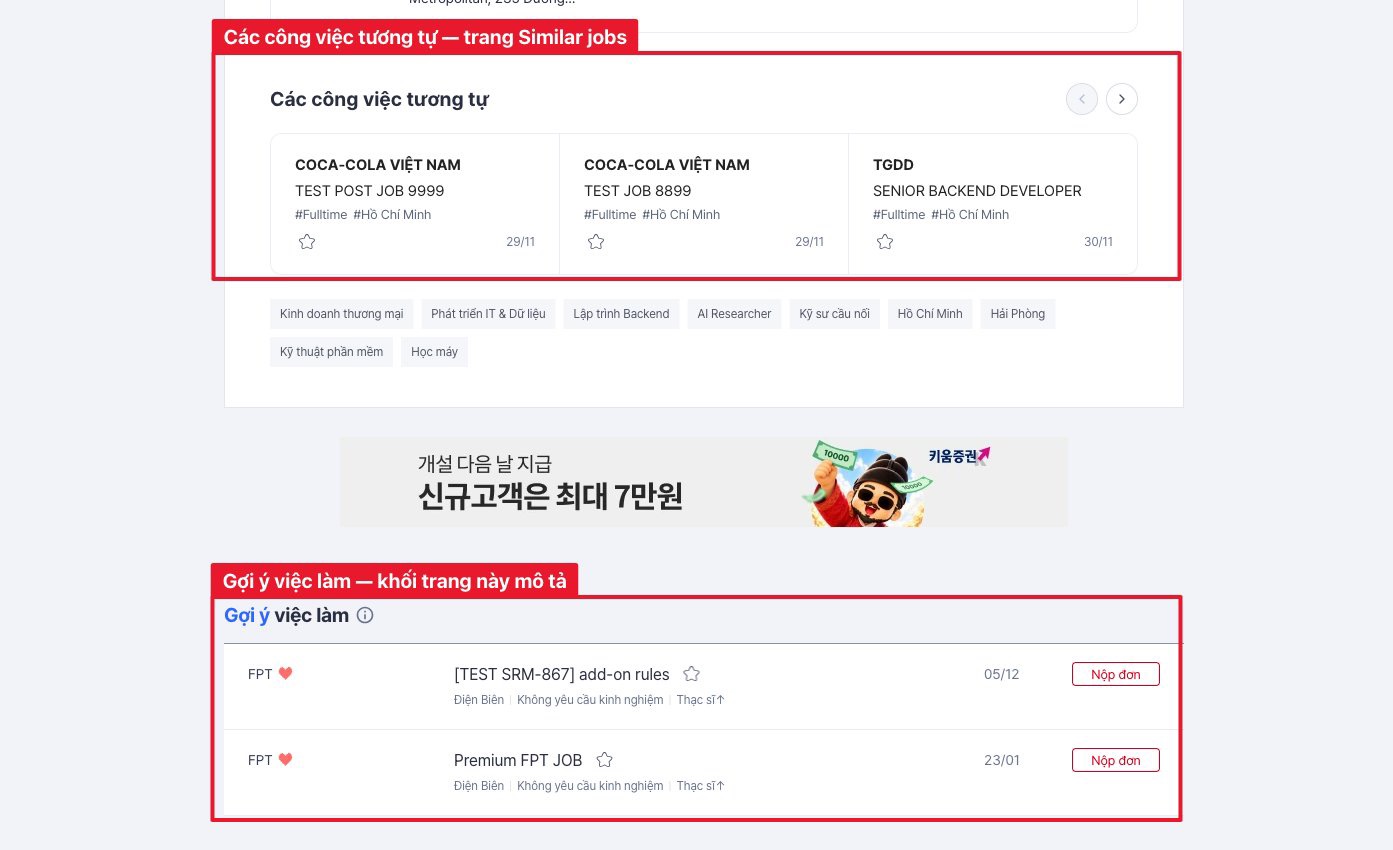 Metropolitan, 235 Đường...
Các công việc tương tự — trang Similar jobs
Các công việc tương tự
COCA-COLA VIỆT NAM
TEST POST JOB 9999
#Fulltime #Hồ Chí Minh
29/11
COCA-COLA VIỆT NAM
TEST JOB 8899
#Fulltime #Hồ Chí Minh
29/11
TGDD
SENIOR BACKEND DEVELOPER
#Fulltime #Hồ Chí Minh
30/11
Kinh doanh thương mại
Phát triển IT & Dữ liệu
Lập trình Backend
AI Researcher
Kỹ sư cầu nối
Hồ Chí Minh
Hải Phòng
Kỹ thuật phần mềm
Học máy
개설 다음 날 지급
신규고객은 최대 7만원
10000
10000
키움증권
Gợi ý việc làm — khối trang này mô tả
Gợi ý việc làm
FPT
[TEST SRM-867] add-on rules
05/12
Nộp đơn
Điện Biên | Không yêu cầu kinh nghiệm | Thạc sĩ↑
FPT
Premium FPT JOB
23/01
Nộp đơn
Điện Biên | Không yêu cầu kinh nghiệm | Thạc sĩ↑